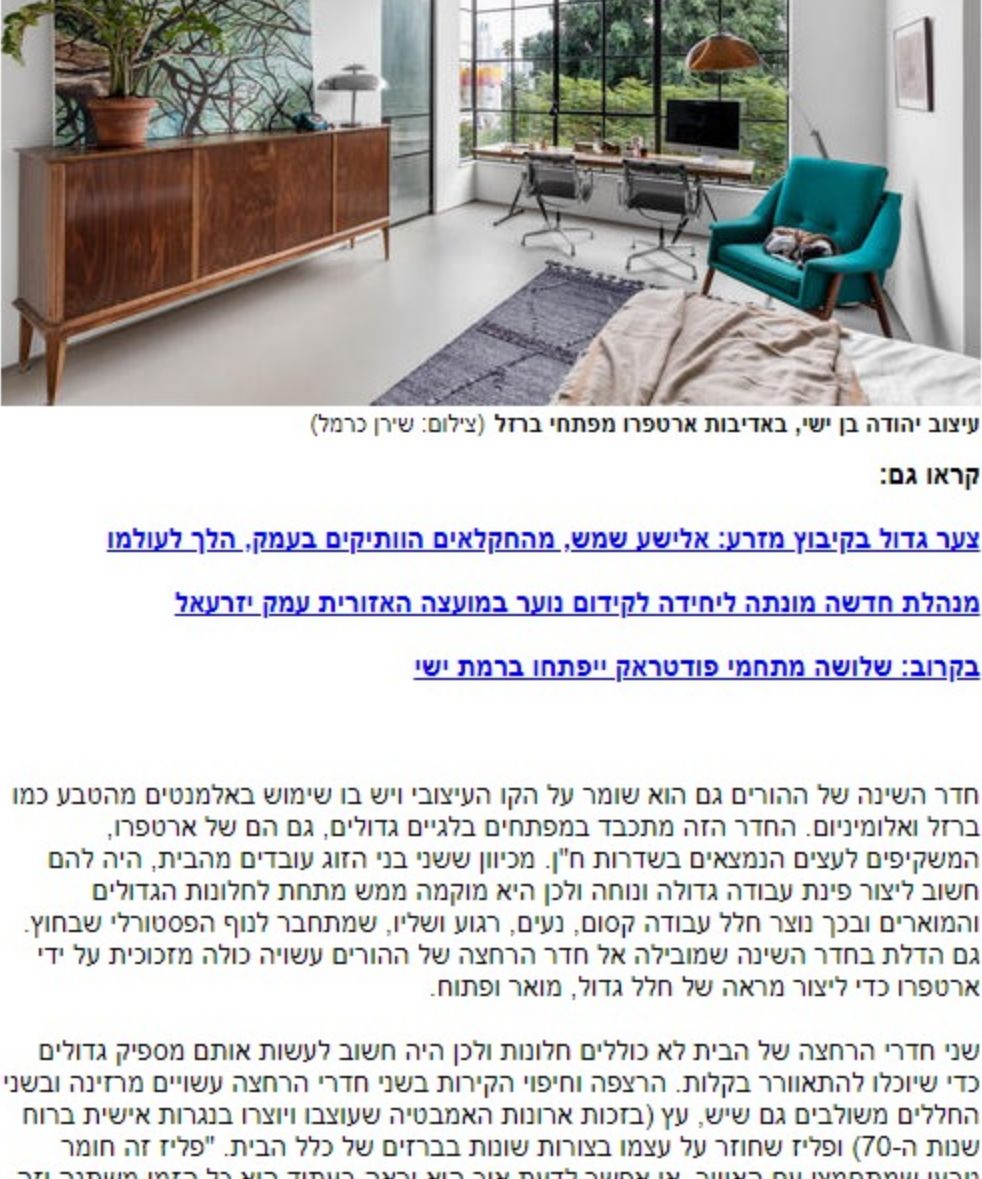 עיצוב יהודה בן ישי, באדיבות ארטפרו מפתחי ברזל (צילום: שירן כרמל)
קראו גם:
צער גדול בקיבוץ מזרע: אלישע שמש, מהחקלאים הוותיקים בעמק, הלך לעולמו
מנהלת חדשה מונתה ליחידה לקידום נוער במועצה האזורית עמק יזרעאל
בקרוב: שלושה מתחמי פודטראק ייפתחו ברמת ישי
חדר השינה של ההורים גם הוא שומר על הקו העיצובי ויש בו שימוש באלמנטים מהטבע כמו
ברזל ואלומיניום. החדר הזה מתכבד במפתחים בלגיים גדולים, גם הם של ארטפרו,
המשקיפים לעצים הנמצאים בשדרות ח"ן. מכיוון ששני בני הזוג עובדים מהבית, היה להם
חשוב ליצור פינת עבודה גדולה ונוחה ולכן היא מוקמה ממש מתחת לחלונות הגדולים
והמוארים ובכך נוצר חלל עבודה קסום, נעים, רגוע ושליו, שמתחבר לנוף הפסטורלי שבחוץ.
גם הדלת בחדר השינה שמובילה אל חדר הרחצה של ההורים עשויה כולה מזכוכית על ידי
ארטפרו כדי ליצור מראה של חלל גדול, מואר ופתוח.
שני חדרי הרחצה של הבית לא כוללים חלונות ולכן היה חשוב לעשות אותם מספיק גדולים
כדי שיוכלו להתאוורר בקלות. הרצפה וחיפוי הקירות בשני חדרי הרחצה עשויים מרזינה ובשני
החללים משולבים גם שיש, עץ (בזכות ארונות האמבטיה שעוצבו ויוצרו בנגרות אישית ברוח
שנות ה-70) ופליז שחוזר על עצמו בצורות שונות בברזים של כלל הבית. "פליז זה חומר